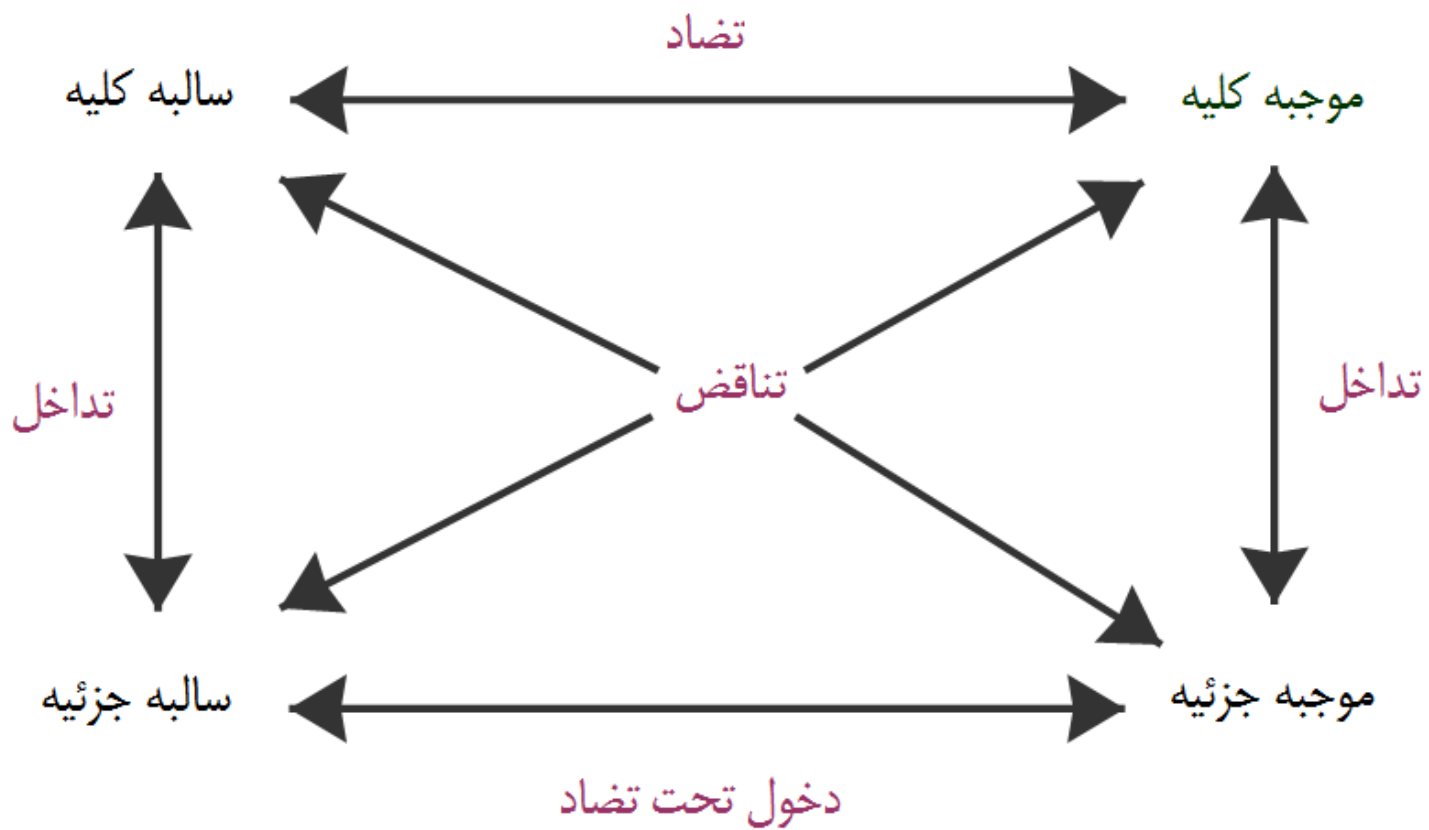 تضاد
موجبه کلیه
سالبه کلیه
تداخل
تناقض
تداخل
موجبه جزئیه
سالبه جزئیه
دخول تحت تضاد